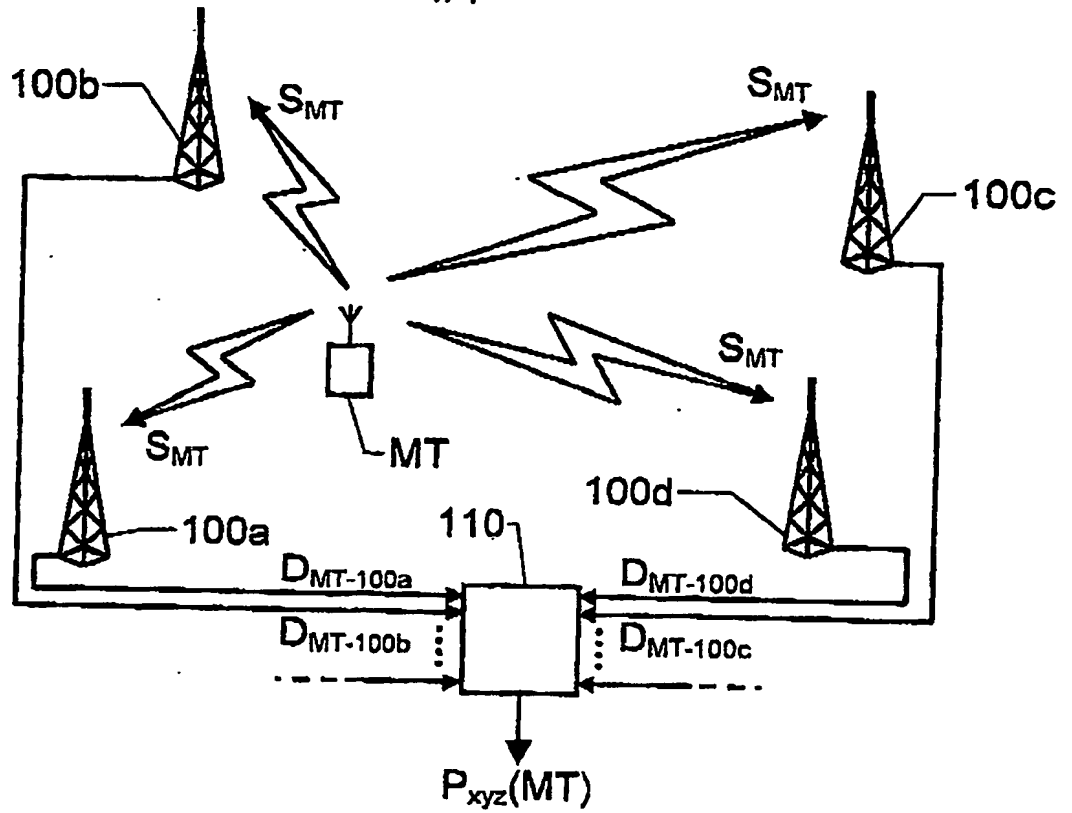 100b
S_MT
S_MT
100c
S_MT
S_MT
MT
100d
100a
110
D_MT-100a
D_MT-100d
D_MT-100b
D_MT-100c
P_xyz(MT)